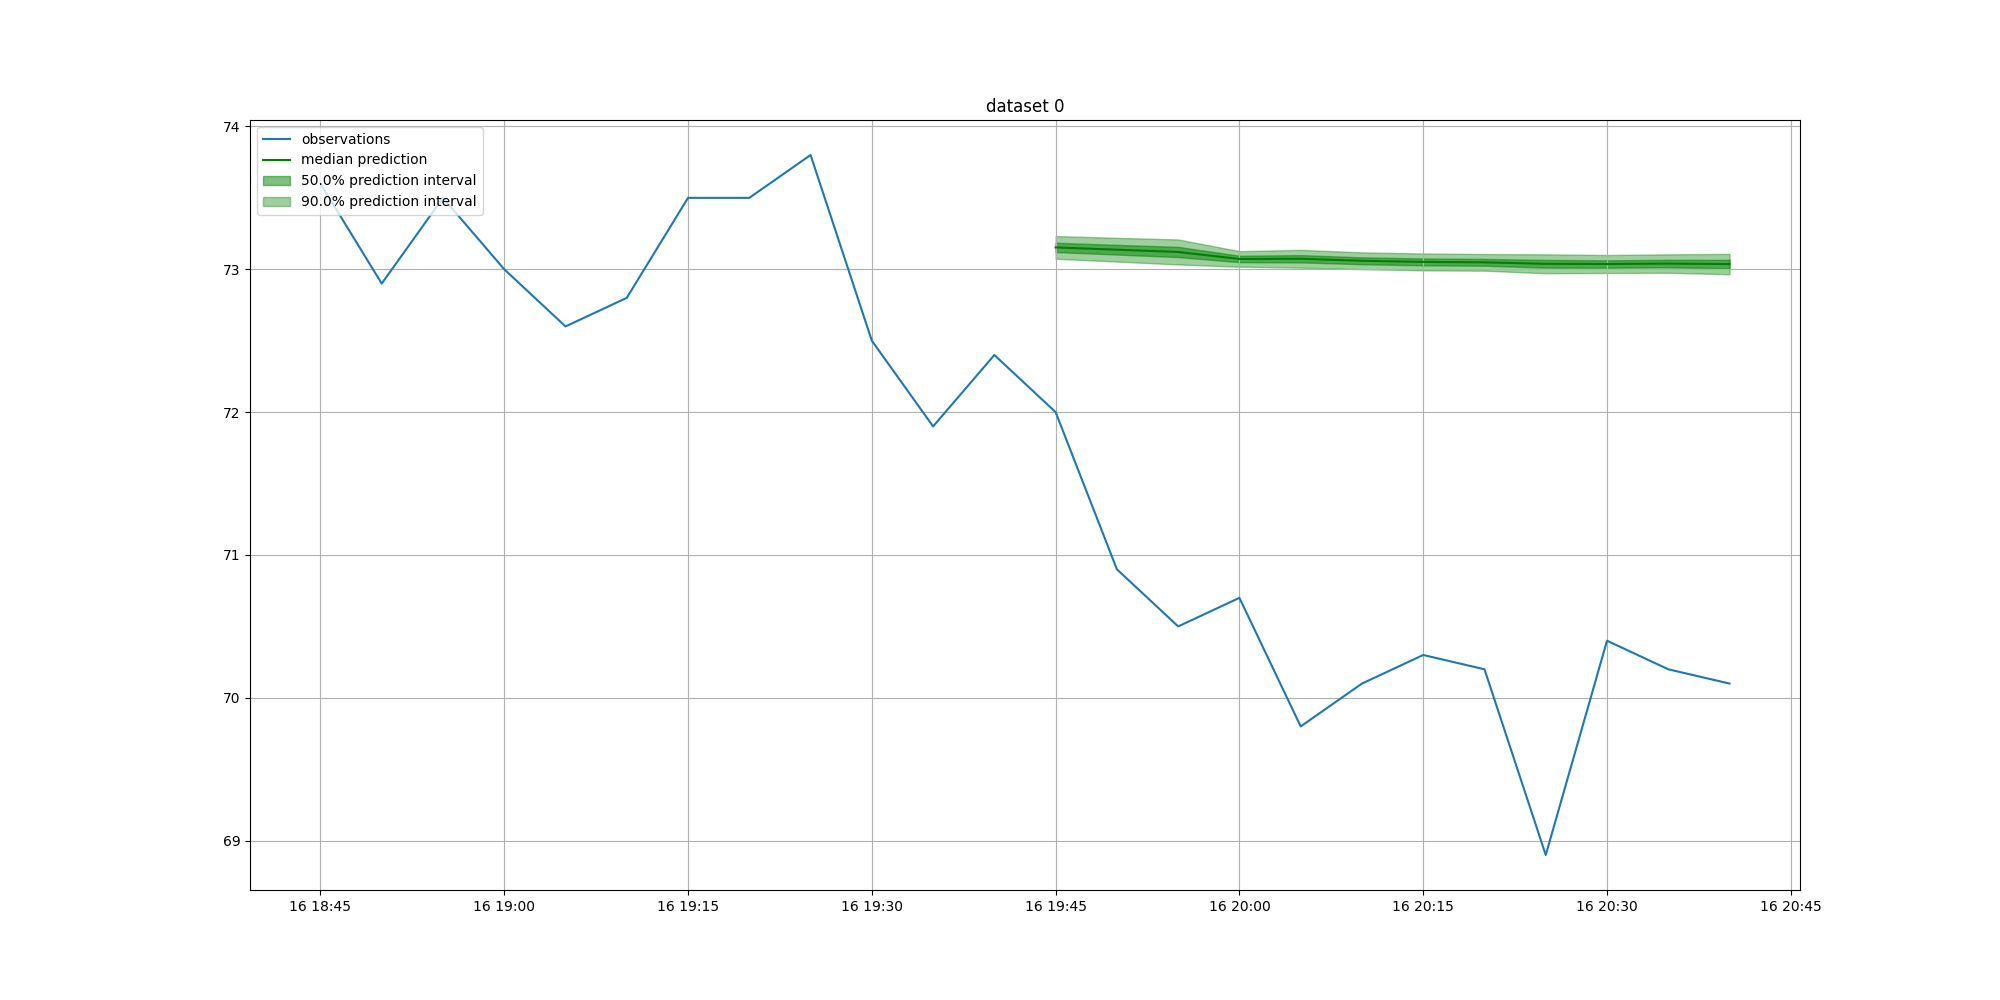 dataset 0
observations
median prediction
50.0% prediction interval
90.0% prediction interval
74
73
72
71
70
69
16 18:45 16 19:00 16 19:15 16 19:30 16 19:45 16 20:00 16 20:15 16 20:30 16 20:45